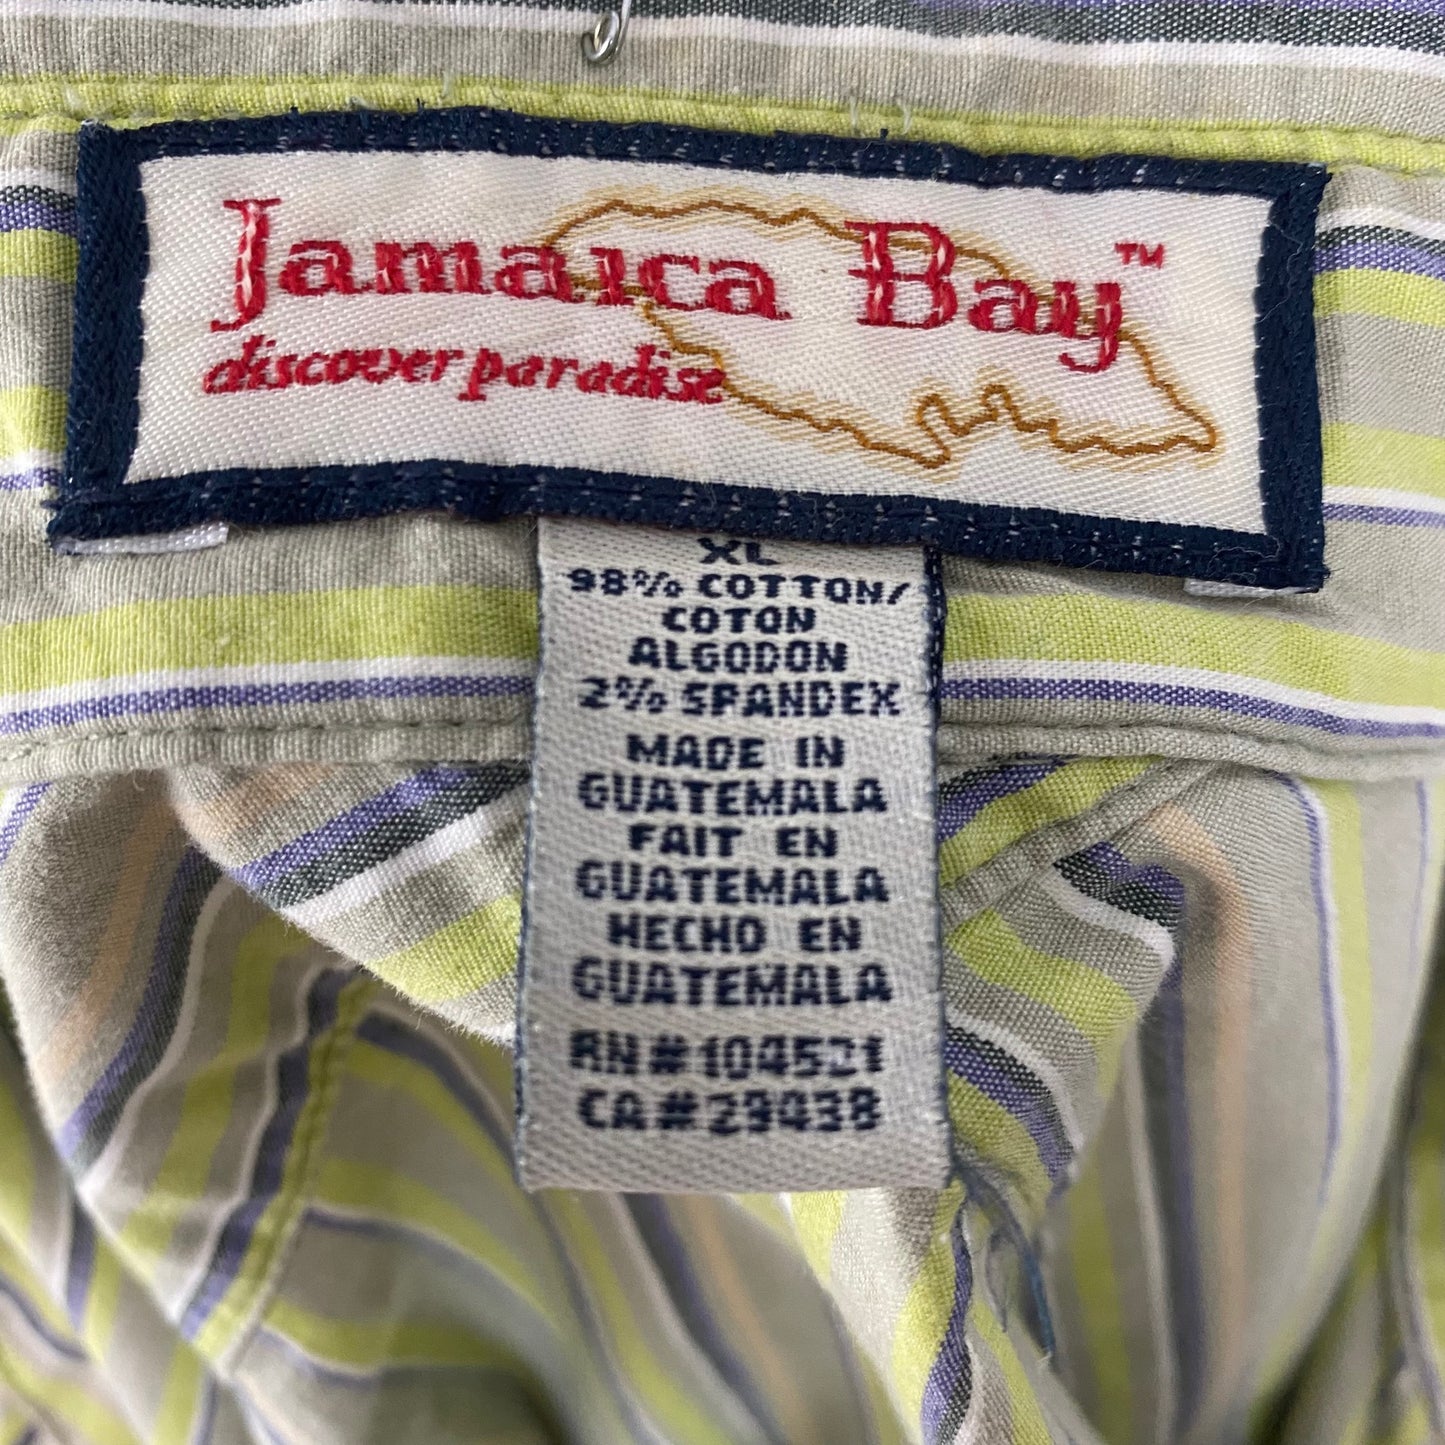 Jamaica Bay™
discover paradise
XL
98% COTTON/
COTON
ALGODON
2% SPANDEX
MADE IN
GUATEMALA
FAIT EN
GUATEMALA
HECHO EN
GUATEMALA
RN#104521
CA#29438